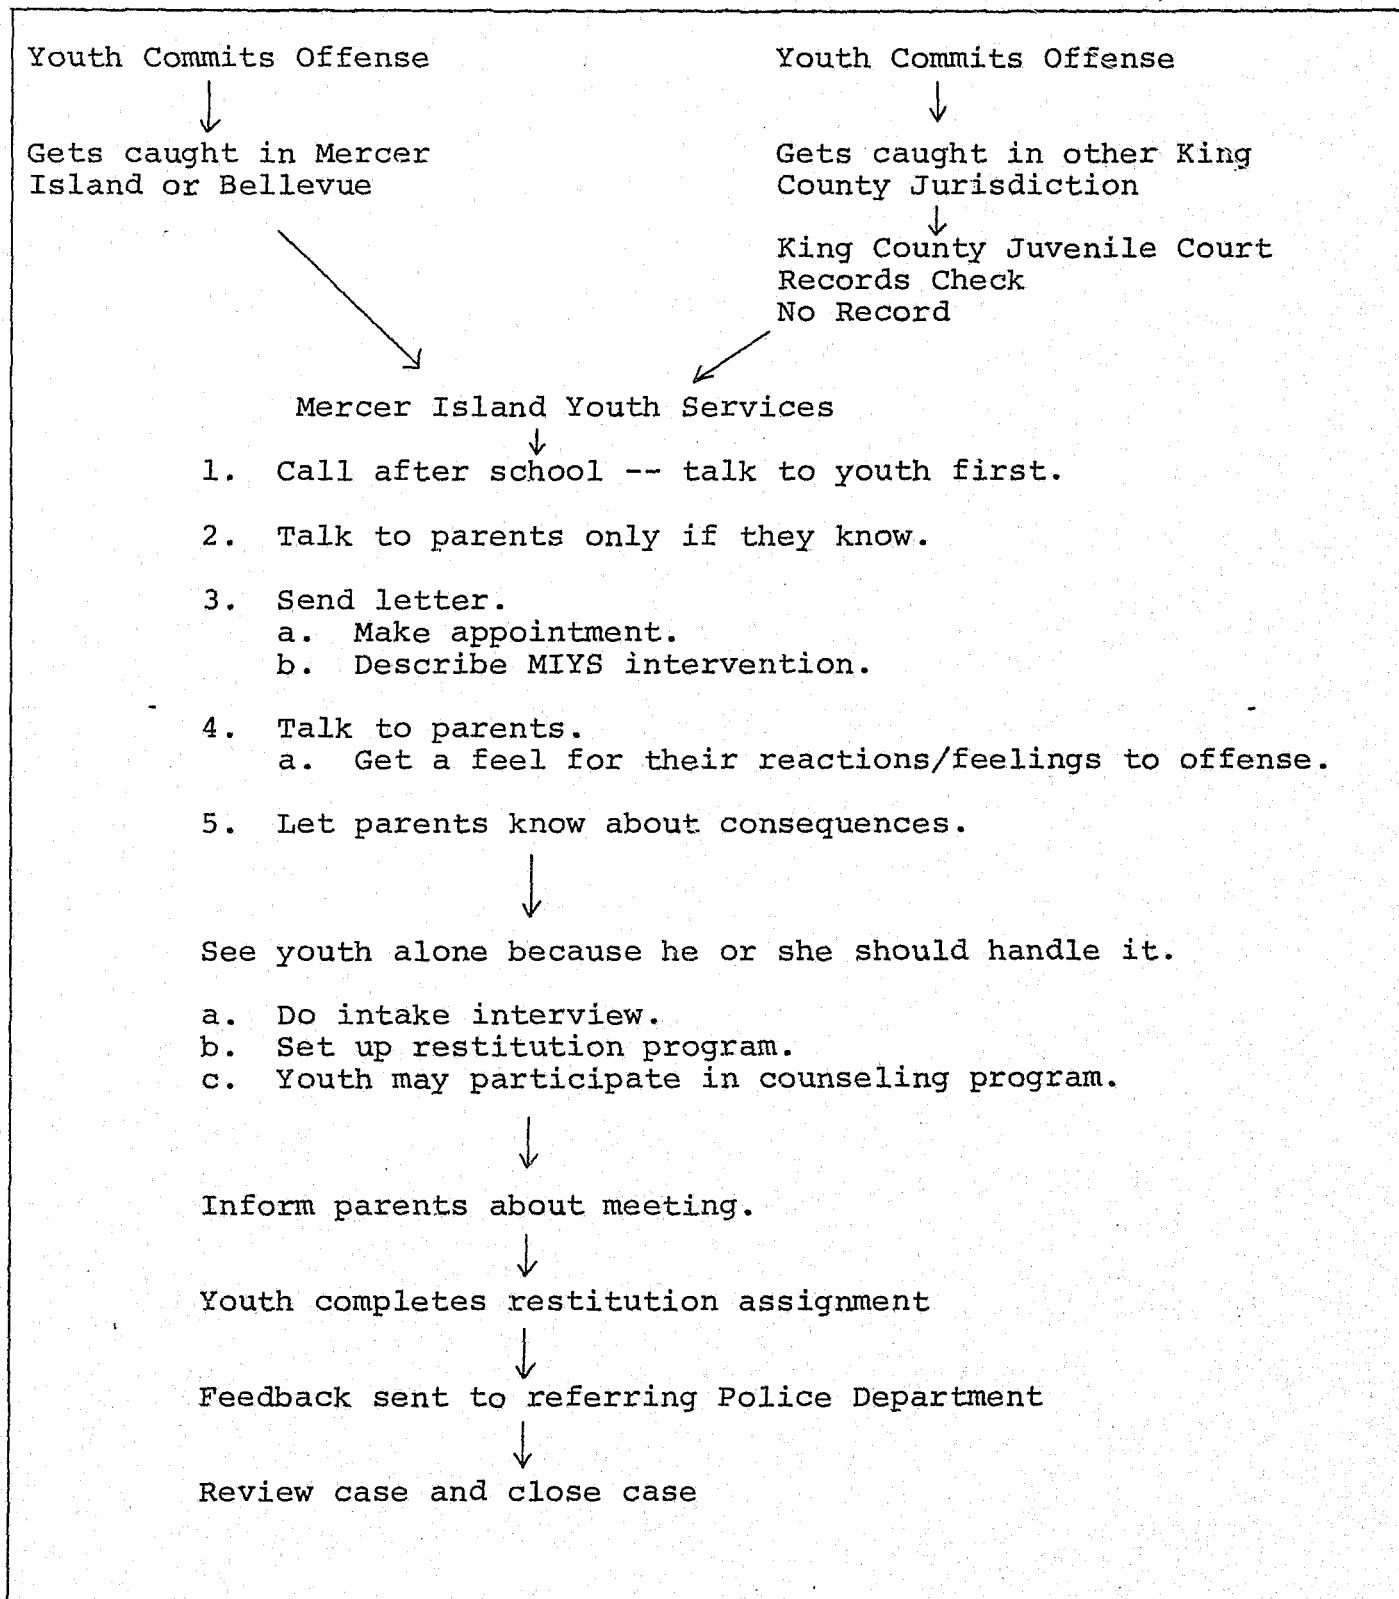 Youth Commits Offense
Gets caught in Mercer
Island or Bellevue
Youth Commits Offense
Gets caught in other King
County Jurisdiction
King County Juvenile Court
Records Check
No Record
Mercer Island Youth Services
1. Call after school -- talk to youth first.
2. Talk to parents only if they know.
3. Send letter.
a. Make appointment.
b. Describe MIYS intervention.
4. Talk to parents.
a. Get a feel for their reactions/feelings to offense.
5. Let parents know about consequences.
See youth alone because he or she should handle it.
a. Do intake interview.
b. Set up restitution program.
c. Youth may participate in counseling program.
Inform parents about meeting.
Youth completes restitution assignment
Feedback sent to referring Police Department
Review case and close case